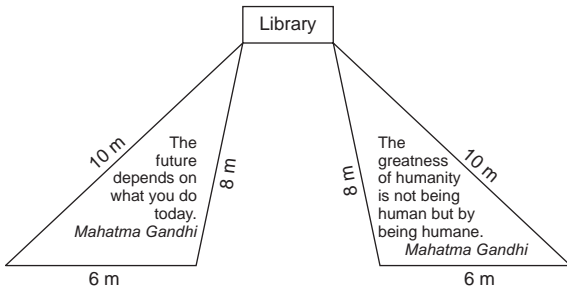 Library
10 m
The
future
depends on
what you do
today.
Mahatma Gandhi
8 m
6 m
The
greatness
of humanity
is not being
human but by
being humane.
Mahatma Gandhi
8 m
10 m
6 m